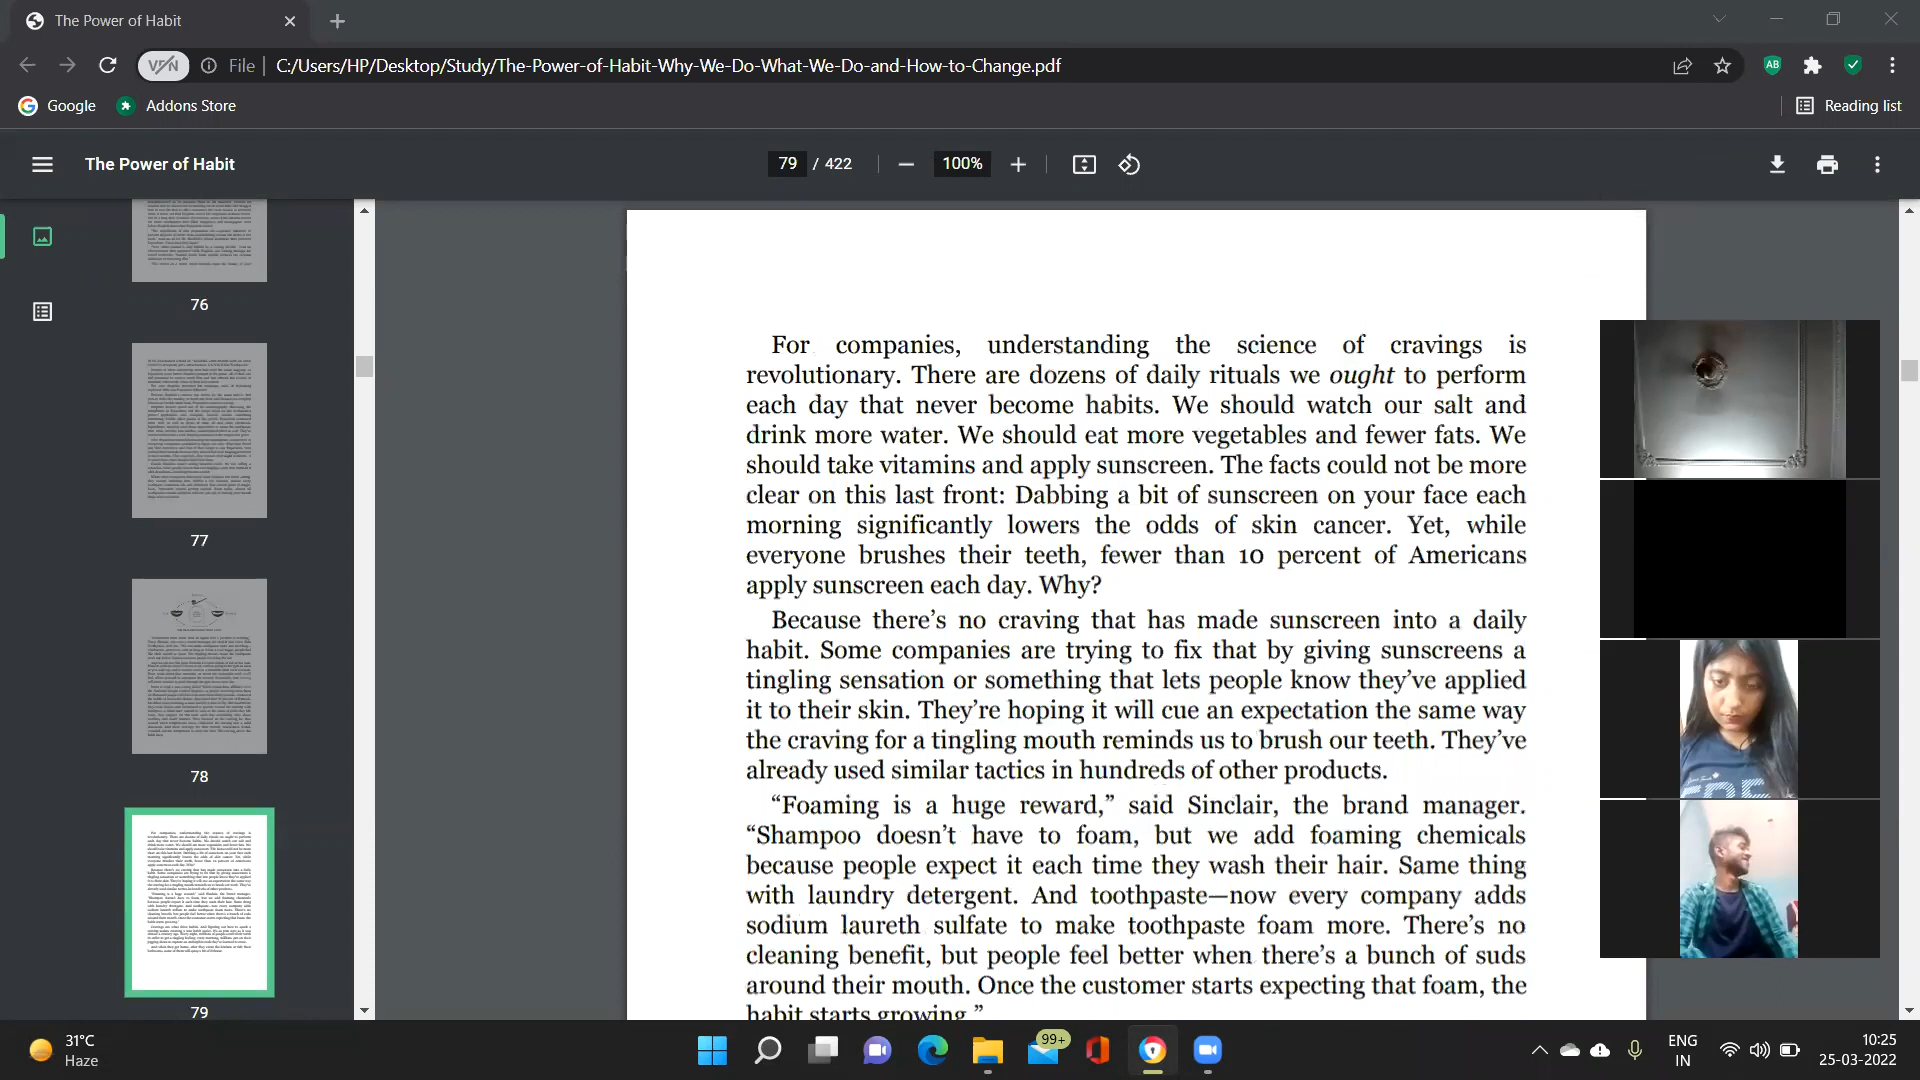 The Power of Habit
VPN
File
C:/Users/HP/Desktop/Study/The-Power-of-Habit-Why-We-Do-What-We-Do-and-How-to-Change.pdf
AB
Google
Addons Store
Reading list
The Power of Habit
79 / 422
100%
76
77
78
79
For companies, understanding the science of cravings is
revolutionary. There are dozens of daily rituals we ought to perform
each day that never become habits. We should watch our salt and
drink more water. We should eat more vegetables and fewer fats. We
should take vitamins and apply sunscreen. The facts could not be more
clear on this last front: Dabbing a bit of sunscreen on your face each
morning significantly lowers the odds of skin cancer. Yet, while
everyone brushes their teeth, fewer than 10 percent of Americans
apply sunscreen each day. Why?
Because there’s no craving that has made sunscreen into a daily
habit. Some companies are trying to fix that by giving sunscreens a
tingling sensation or something that lets people know they’ve applied
it to their skin. They’re hoping it will cue an expectation the same way
the craving for a tingling mouth reminds us to brush our teeth. They’ve
already used similar tactics in hundreds of other products.
“Foaming is a huge reward,” said Sinclair, the brand manager.
“Shampoo doesn’t have to foam, but we add foaming chemicals
because people expect it each time they wash their hair. Same thing
with laundry detergent. And toothpaste—now every company adds
sodium laureth sulfate to make toothpaste foam more. There’s no
cleaning benefit, but people feel better when there’s a bunch of suds
around their mouth. Once the customer starts expecting that foam, the
habit starts growing.”
31°C
Haze
99+
ENG
IN
10:25
25-03-2022